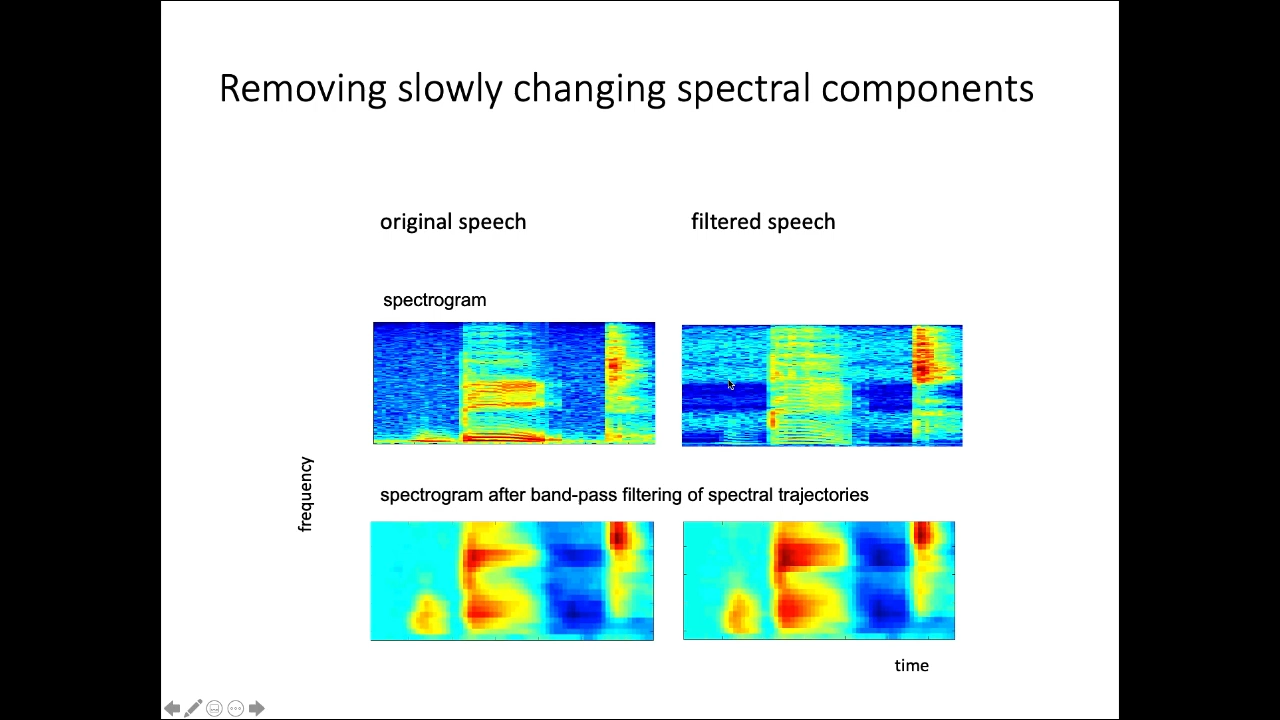 Removing slowly changing spectral components
original speech
filtered speech
spectrogram
spectrogram after band-pass filtering of spectral trajectories
frequency
time